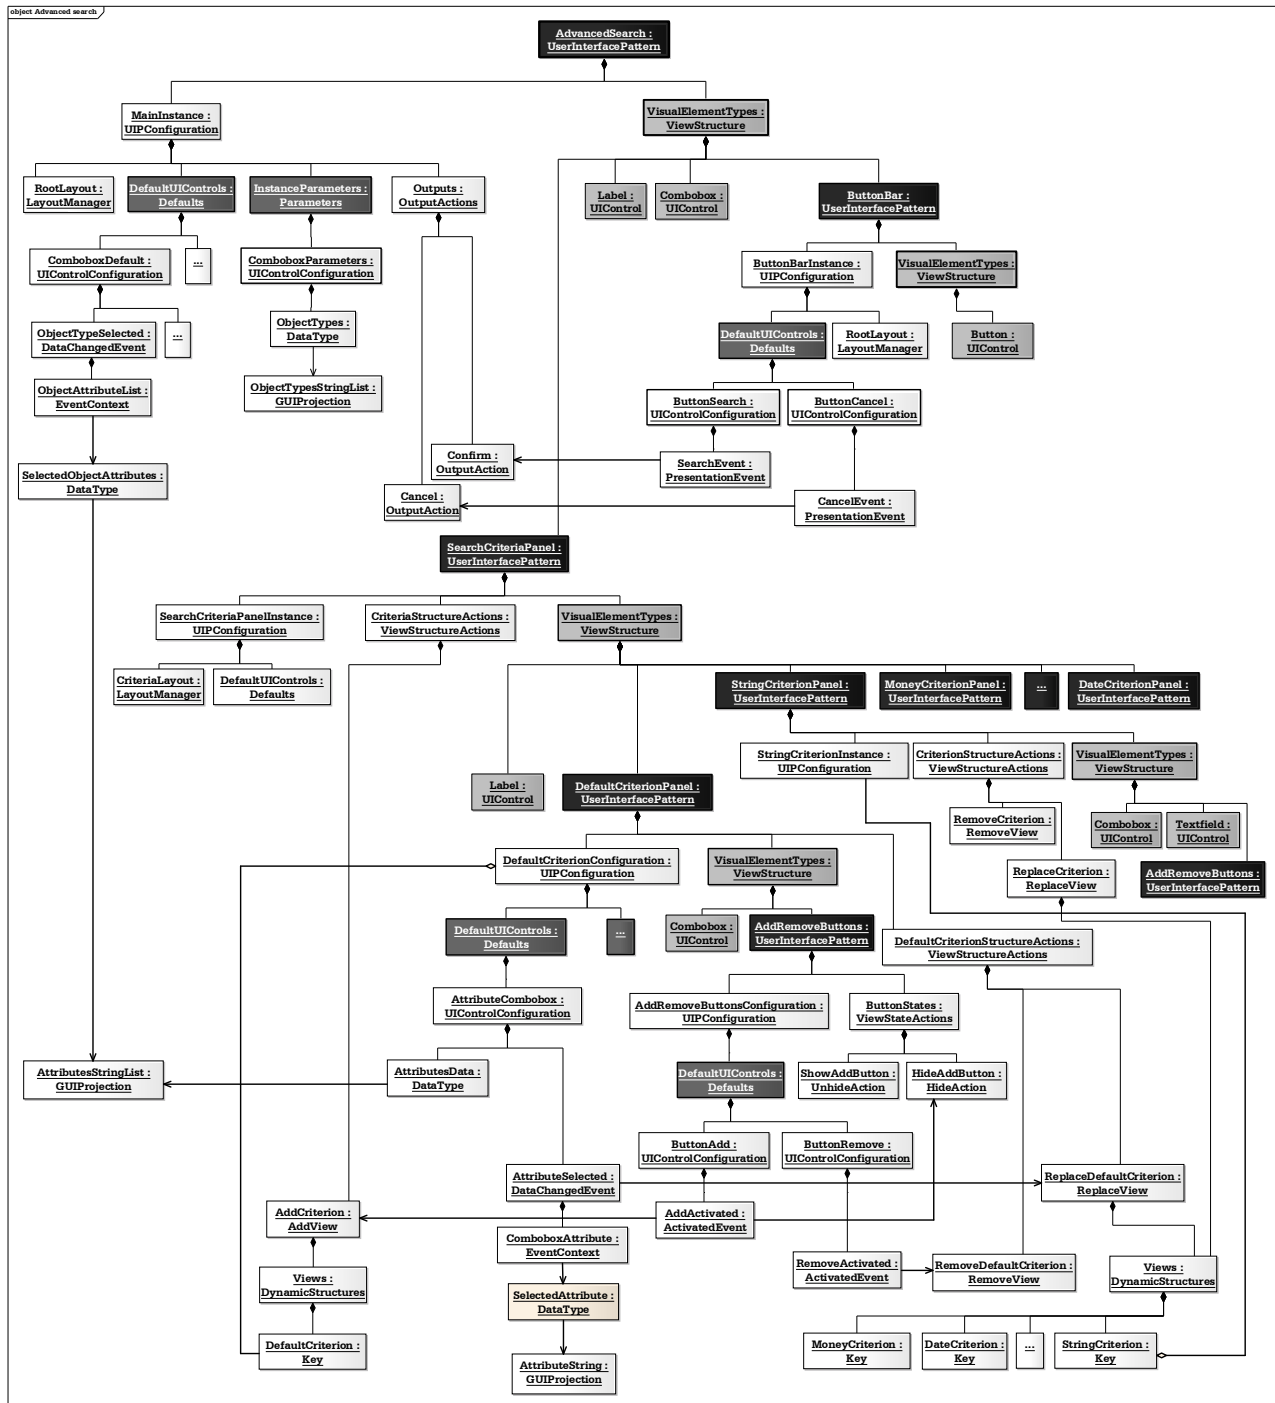 object Advanced search
AdvancedSearch :
UserInterfacePattern
MainInstance :
UIPConfiguration
VisualElementTypes :
ViewStructure
RootLayout :
LayoutManager
DefaultUIControls :
Defaults
InstanceParameters :
Parameters
Outputs :
OutputActions
Label :
UIControl
Combobox :
UIControl
ButtonBar :
UserInterfacePattern
ComboboxDefault :
UIControlConfiguration
...
ComboboxParameters :
UIControlConfiguration
ButtonBarInstance :
UIPConfiguration
VisualElementTypes :
ViewStructure
ObjectTypeSelected :
DataChangedEvent
...
ObjectTypes :
DataType
DefaultUIControls :
Defaults
RootLayout :
LayoutManager
Button :
UIControl
ObjectAttributeList :
EventContext
ObjectTypesStringList :
GUIProjection
ButtonSearch :
UIControlConfiguration
ButtonCancel :
UIControlConfiguration
SelectedObjectAttributes :
DataType
Confirm :
OutputAction
SearchEvent :
PresentationEvent
Cancel :
OutputAction
CancelEvent :
PresentationEvent
SearchCriteriaPanel :
UserInterfacePattern
SearchCriteriaPanelInstance :
UIPConfiguration
CriteriaStructureActions :
ViewStructureActions
VisualElementTypes :
ViewStructure
CriteriaLayout :
LayoutManager
DefaultUIControls :
Defaults
StringCriterionPanel :
UserInterfacePattern
MoneyCriterionPanel :
UserInterfacePattern
...
DateCriterionPanel :
UserInterfacePattern
StringCriterionInstance :
UIPConfiguration
CriterionStructureActions :
ViewStructureActions
VisualElementTypes :
ViewStructure
Label :
UIControl
DefaultCriterionPanel :
UserInterfacePattern
RemoveCriterion :
RemoveView
Combobox :
UIControl
Textfield :
UIControl
DefaultCriterionConfiguration :
UIPConfiguration
VisualElementTypes :
ViewStructure
ReplaceCriterion :
ReplaceView
AddRemoveButtons :
UserInterfacePattern
DefaultUIControls :
Defaults
...
Combobox :
UIControl
AddRemoveButtons :
UserInterfacePattern
DefaultCriterionStructureActions :
ViewStructureActions
AttributeCombobox :
UIControlConfiguration
AddRemoveButtonsConfiguration :
UIPConfiguration
ButtonStates :
ViewStateActions
AttributesStringList :
GUIProjection
AttributesData :
DataType
DefaultUIControls :
Defaults
ShowAddButton :
UnhideAction
HideAddButton :
HideAction
ButtonAdd :
UIControlConfiguration
ButtonRemove :
UIControlConfiguration
AttributeSelected :
DataChangedEvent
ReplaceDefaultCriterion :
ReplaceView
AddCriterion :
AddView
AddActivated :
ActivatedEvent
ComboboxAttribute :
EventContext
RemoveActivated :
ActivatedEvent
RemoveDefaultCriterion :
RemoveView
Views :
DynamicStructures
Views :
DynamicStructures
SelectedAttribute :
DataType
DefaultCriterion :
Key
AttributeString :
GUIProjection
MoneyCriterion :
Key
DateCriterion :
Key
...
StringCriterion :
Key